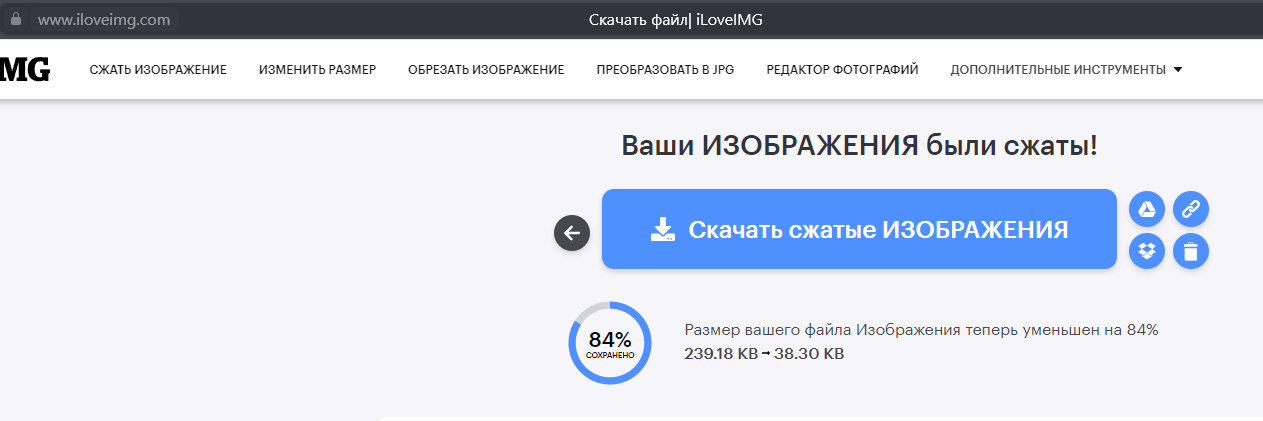 www.iloveimg.com
Скачать файл| iLoveIMG
MG
СЖАТЬ ИЗОБРАЖЕНИЕ ИЗМЕНИТЬ РАЗМЕР ОБРЕЗАТЬ ИЗОБРАЖЕНИЕ ПРЕОБРАЗОВАТЬ В JPG РЕДАКТОР ФОТОГРАФИЙ ДОПОЛНИТЕЛЬНЫЕ ИНСТРУМЕНТЫ
Ваши ИЗОБРАЖЕНИЯ были сжаты!
Скачать сжатые ИЗОБРАЖЕНИЯ
84%
СОХРАНЕНО
Размер вашего файла Изображения теперь уменьшен на 84%
239.18 KB → 38.30 KB